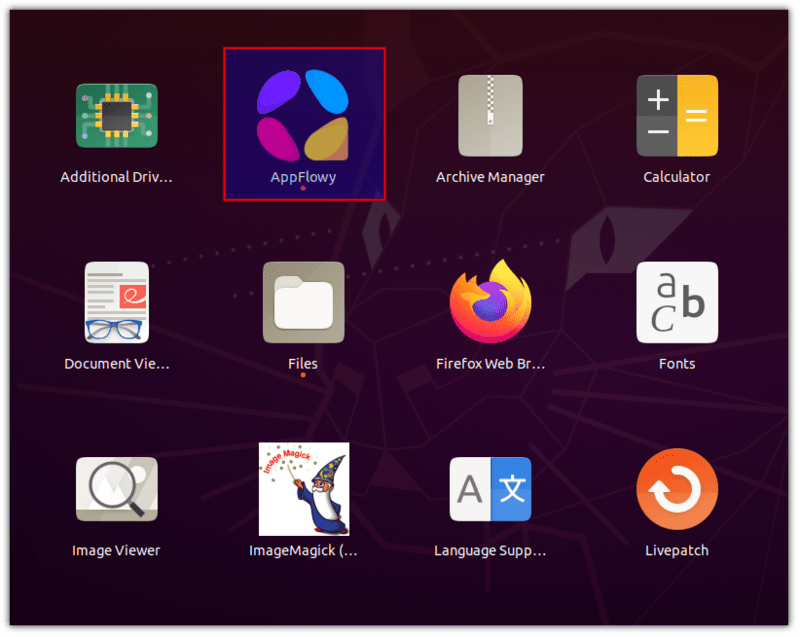 Additional Driv...
AppFlowy
Archive Manager
Calculator
Document Vie...
Files
Firefox Web Br...
a
b
C
Fonts
Image Magick
A 文
Image Viewer
ImageMagick (...
Language Supp...
Livepatch